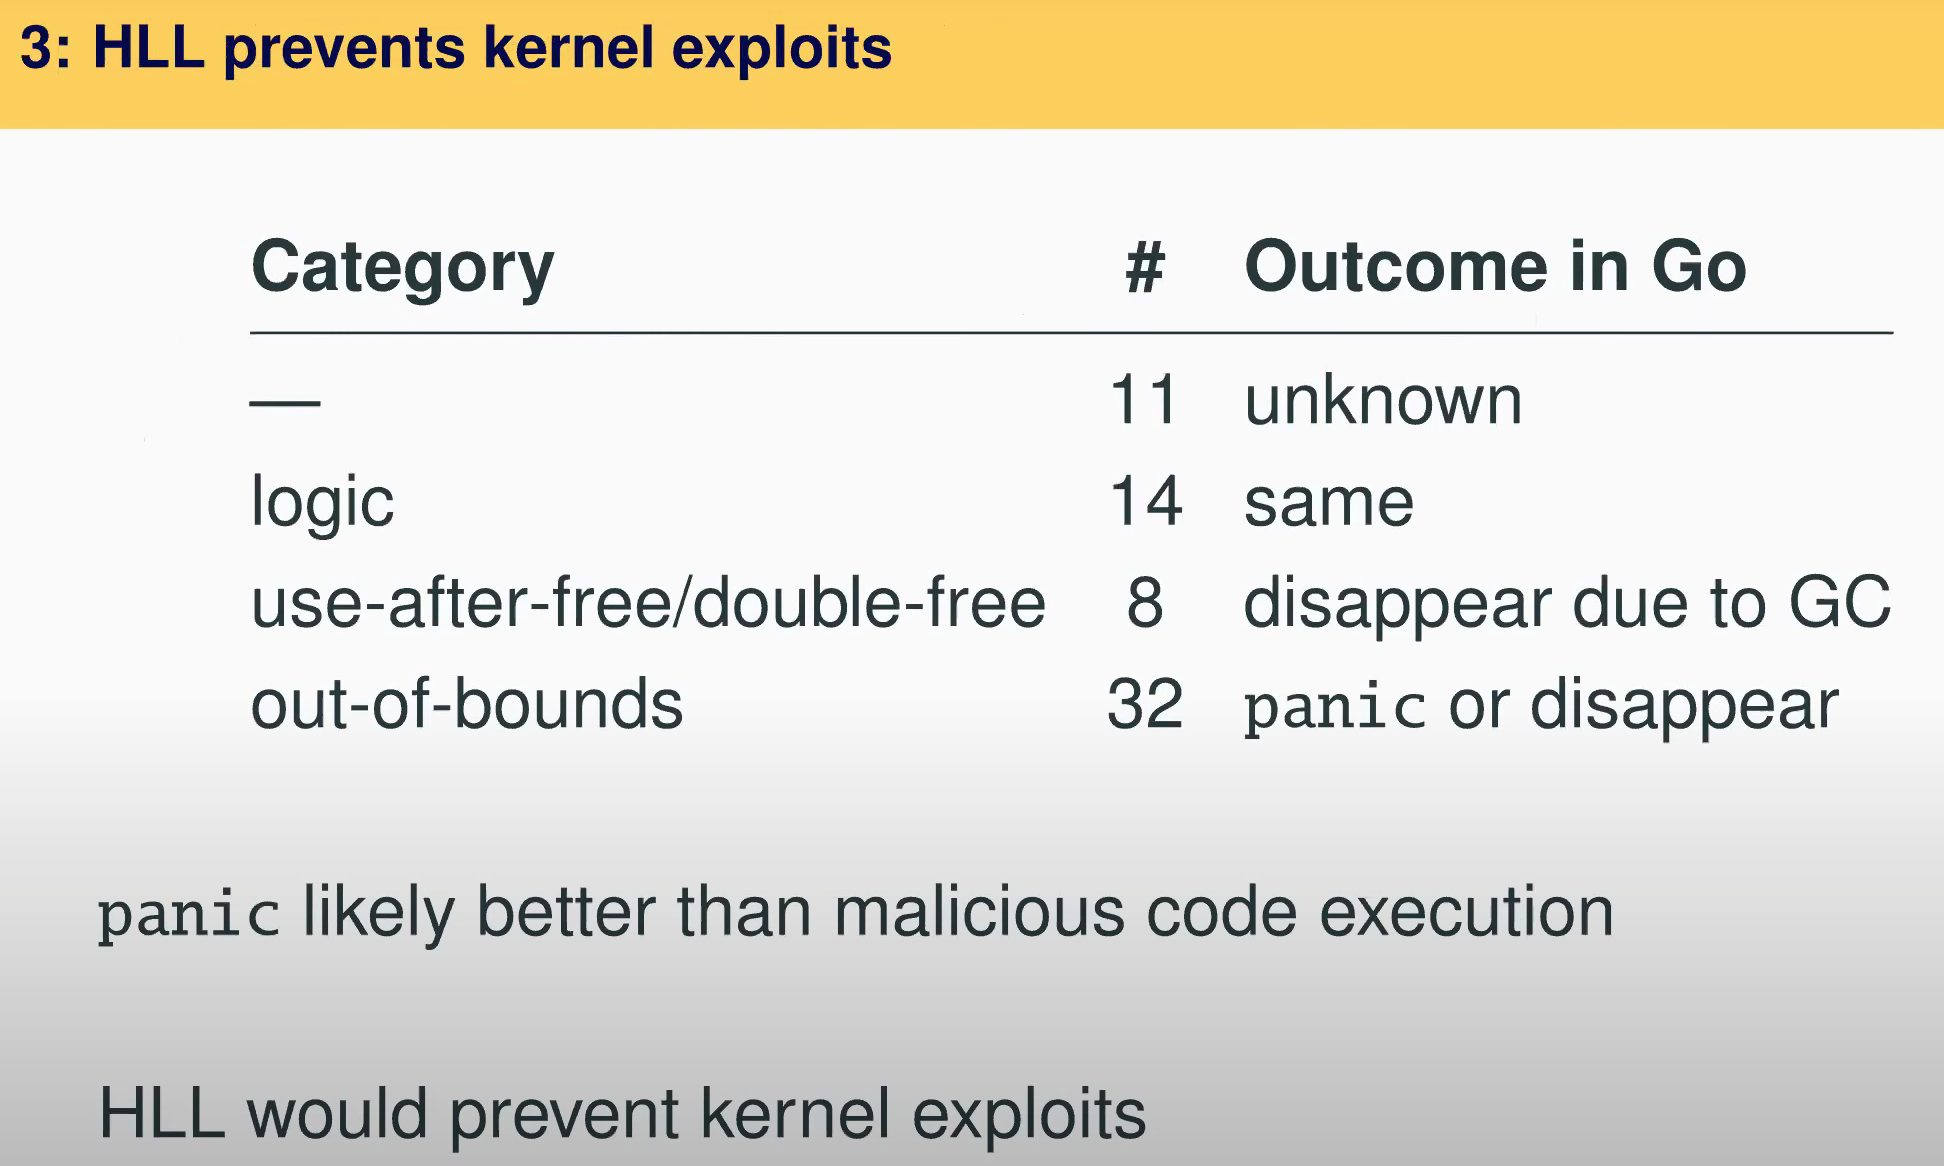 3: HLL prevents kernel exploits
Category # Outcome in Go
— 11 unknown
logic 14 same
use-after-free/double-free 8 disappear due to GC
out-of-bounds 32 panic or disappear
panic likely better than malicious code execution
HLL would prevent kernel exploits